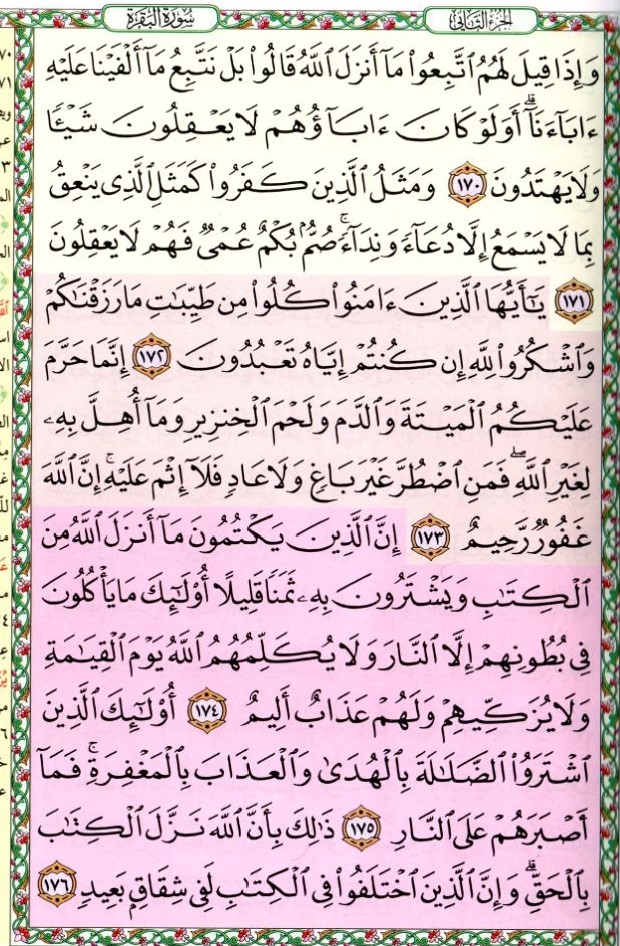 سُورَةُ البَقَرَةِ الجُزءُ الثَّانِي
وَإِذَا قِيلَ لَهُمُ ٱتَّبِعُوا۟ مَآ أَنزَلَ ٱللَّهُ قَالُوا۟ بَلْ نَتَّبِعُ مَآ أَلْفَيْنَا عَلَيْهِ
ءَابَآءَنَآ ۗ أَوَلَوْ كَانَ ءَابَآؤُهُمْ لَا يَعْقِلُونَ شَيْـًٔا
وَلَا يَهْتَدُونَ ١٧٠ وَمَثَلُ ٱلَّذِينَ كَفَرُوا۟ كَمَثَلِ ٱلَّذِى يَنْعِقُ
بِمَا لَا يَسْمَعُ إِلَّا دُعَآءً وَنِدَآءً ۚ صُمٌّۢ بُكْمٌ عُمْىٌ فَهُمْ لَا يَعْقِلُونَ
١٧١ يَـٰٓأَيُّهَا ٱلَّذِينَ ءَامَنُوا۟ كُلُوا۟ مِن طَيِّبَـٰتِ مَا رَزَقْنَـٰكُمْ
وَٱشْكُرُوا۟ لِلَّهِ إِن كُنتُمْ إِيَّاهُ تَعْبُدُونَ ١٧٢ إِنَّمَا حَرَّمَ
عَلَيْكُمُ ٱلْمَيْتَةَ وَٱلدَّمَ وَلَحْمَ ٱلْخِنزِيرِ وَمَآ أُهِلَّ بِهِۦ
لِغَيْرِ ٱللَّهِ ۖ فَمَنِ ٱضْطُرَّ غَيْرَ بَاغٍ وَلَا عَادٍ فَلَآ إِثْمَ عَلَيْهِ ۚ إِنَّ ٱللَّهَ
غَفُورٌ رَّحِيمٌ ١٧٣ إِنَّ ٱلَّذِينَ يَكْتُمُونَ مَآ أَنزَلَ ٱللَّهُ مِنَ
ٱلْكِتَـٰبِ وَيَشْتَرُونَ بِهِۦ ثَمَنًا قَلِيلًا أُو۟لَـٰٓئِكَ مَا يَأْكُلُونَ
فِى بُطُونِهِمْ إِلَّا ٱلنَّارَ وَلَا يُكَلِّمُهُمُ ٱللَّهُ يَوْمَ ٱلْقِيَـٰمَةِ
وَلَا يُزَكِّيهِمْ وَلَهُمْ عَذَابٌ أَلِيمٌ ١٧٤ أُو۟لَـٰٓئِكَ ٱلَّذِينَ
ٱشْتَرَوُا۟ ٱلضَّلَـٰلَةَ بِٱلْهُدَىٰ وَٱلْعَذَابَ بِٱلْمَغْفِرَةِ ۚ فَمَآ
أَصْبَرَهُمْ عَلَى ٱلنَّارِ ١٧٥ ذَٰلِكَ بِأَنَّ ٱللَّهَ نَزَّلَ ٱلْكِتَـٰبَ
بِٱلْحَقِّ ۗ وَإِنَّ ٱلَّذِينَ ٱخْتَلَفُوا۟ فِى ٱلْكِتَـٰبِ لَفِى شِقَاقٍۭ بَعِيدٍ ١٧٦